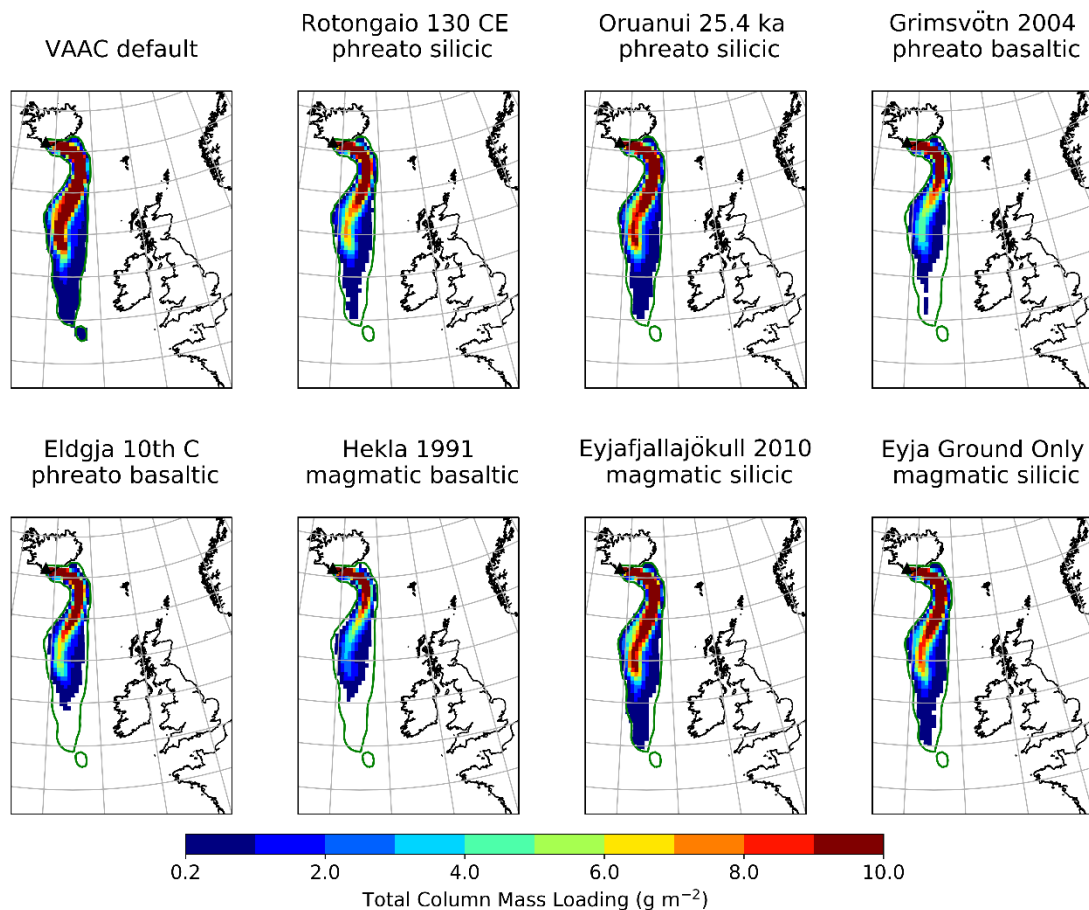 VAAC default
Rotongaio 130 CE
phreato silicic
Oruanui 25.4 ka
phreato silicic
Grimsvötn 2004
phreato basaltic
Eldgja 10th C
phreato basaltic
Hekla 1991
magmatic basaltic
Eyjafjallajökull 2010
magmatic silicic
Eyja Ground Only
magmatic silicic
0.2 2.0 4.0 6.0 8.0 10.0
Total Column Mass Loading (g m⁻²)